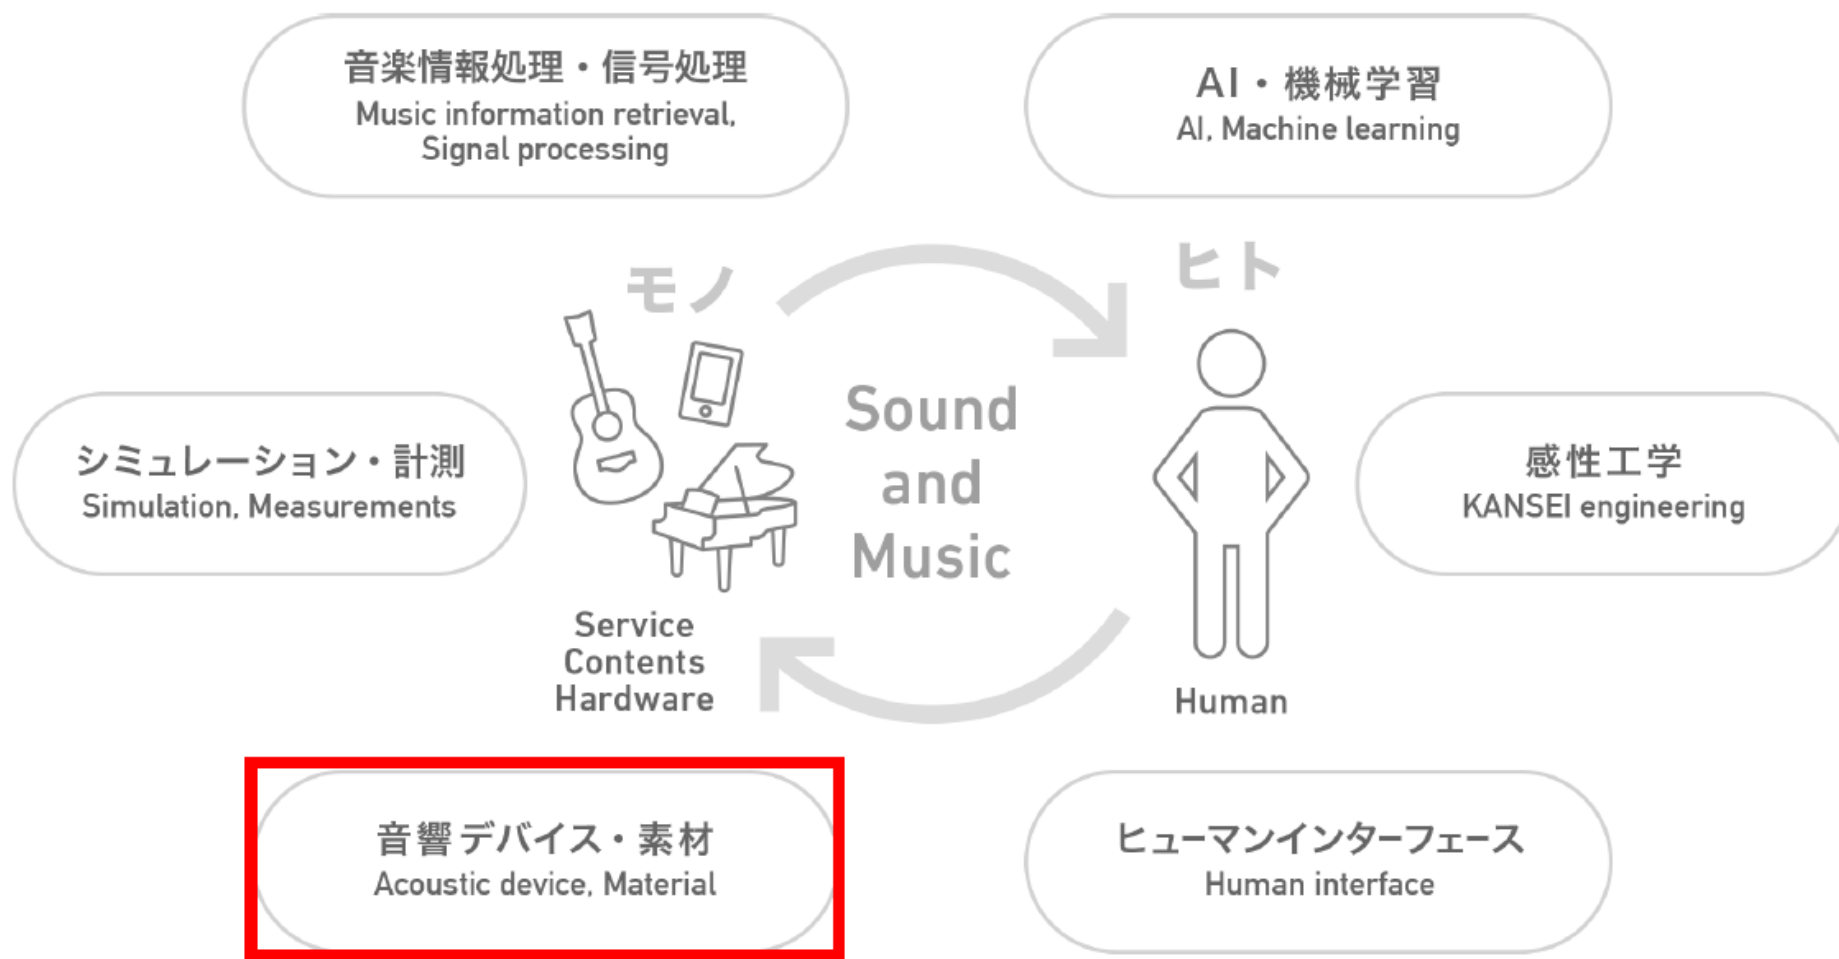 音楽情報処理・信号処理
Music information retrieval,
Signal processing
AI・機械学習
AI, Machine learning
モノ
ヒト
Sound
and
Music
シミュレーション・計測
Simulation, Measurements
感性工学
KANSEI engineering
Service
Contents
Hardware
Human
音響デバイス・素材
Acoustic device, Material
ヒューマンインターフェース
Human interface